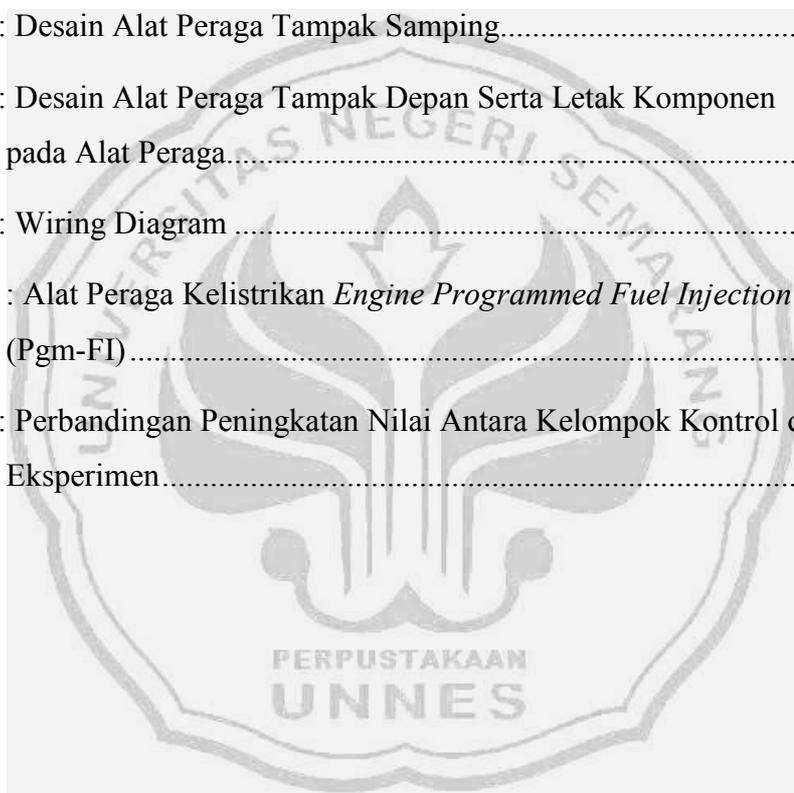 : Desain Alat Peraga Tampak Samping....................................
: Desain Alat Peraga Tampak Depan Serta Letak Komponen
pada Alat Peraga......................................................................
: Wiring Diagram ......................................................................
: Alat Peraga Kelistrikan Engine Programmed Fuel Injection
(Pgm-FI)..................................................................................
: Perbandingan Peningkatan Nilai Antara Kelompok Kontrol
Eksperimen..............................................................................
UNIVERSITAS NEGERI SEMARANG
PERPUSTAKAAN
UNNES